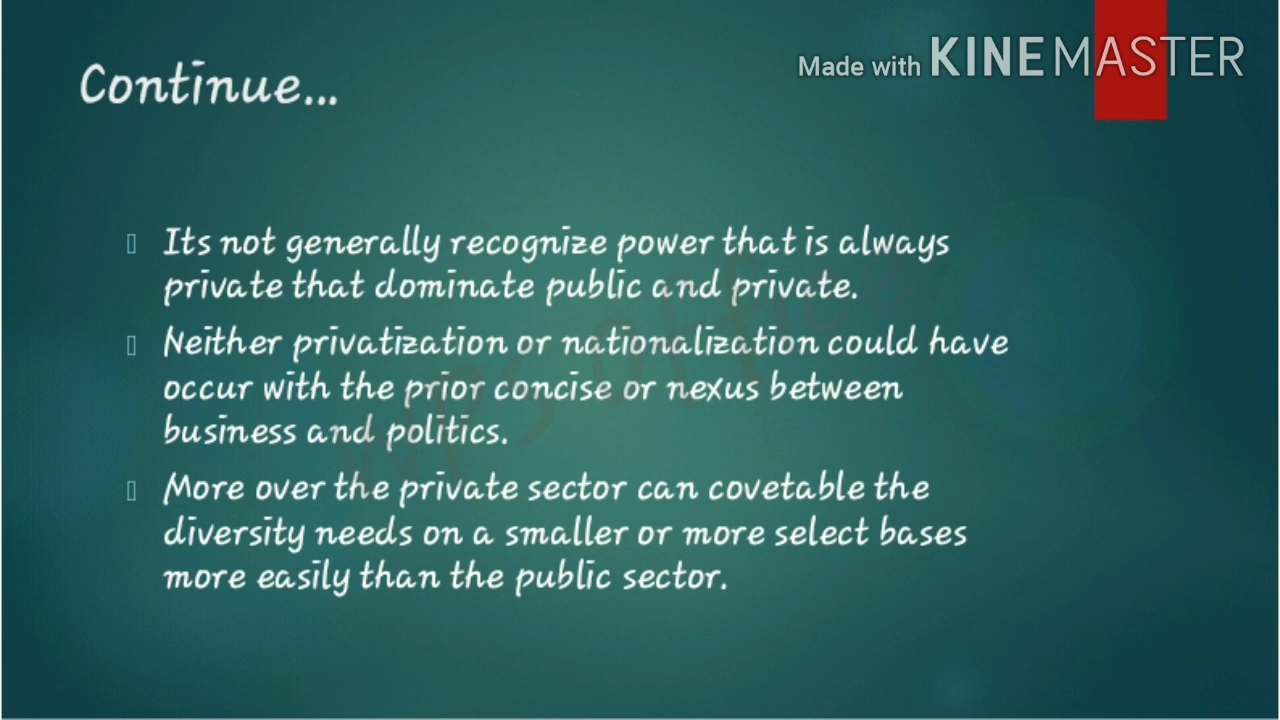 Made with KINEMASTER
Continue...
Its not generally recognize power that is always
private that dominate public and private.
Neither privatization or nationalization could have
occur with the prior concise or nexus between
business and politics.
More over the private sector can covetable the
diversity needs on a smaller or more select bases
more easily than the public sector.
WPS Office